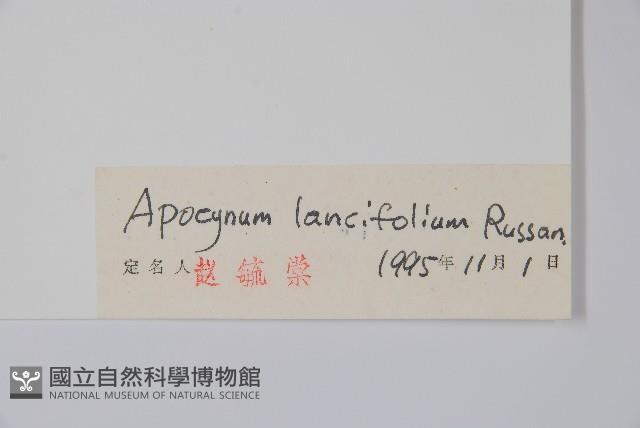 Apocynum lancifolium Russan.
定名人 赵毓棠 1995年11月1日
國立自然科學博物館
NATIONAL MUSEUM OF NATURAL SCIENCE